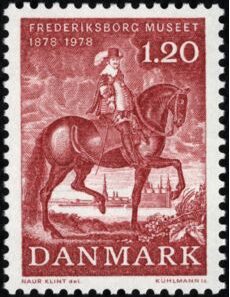 FREDERIKSBORG MUSEET
1878 1978
1.20
DANMARK
NAUR KLINT del. KÜHLMANN sc.